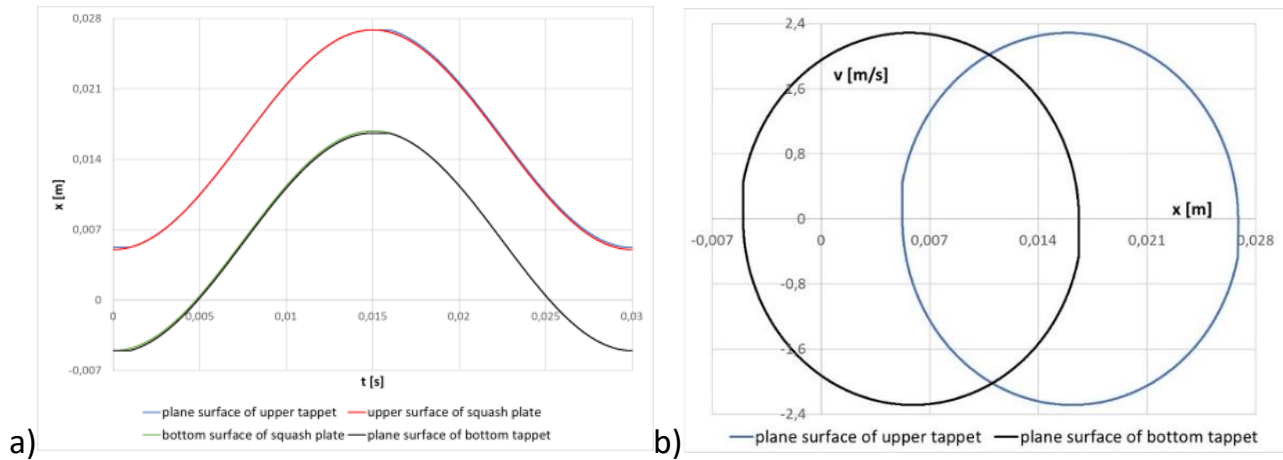 a)
0,028
0,021
0,014
0,007
0
-0,007
x [m]
0 0,005 0,01 0,015 0,02 0,025 0,03
t [s]
plane surface of upper tappet upper surface of squash plate
bottom surface of squash plate plane surface of bottom tappet
b)
2,4
1,6
0,8
0
-0,8
-1,6
-2,4
v [m/s]
x [m]
-0,007 0 0,007 0,014 0,021 0,028
plane surface of upper tappet plane surface of bottom tappet